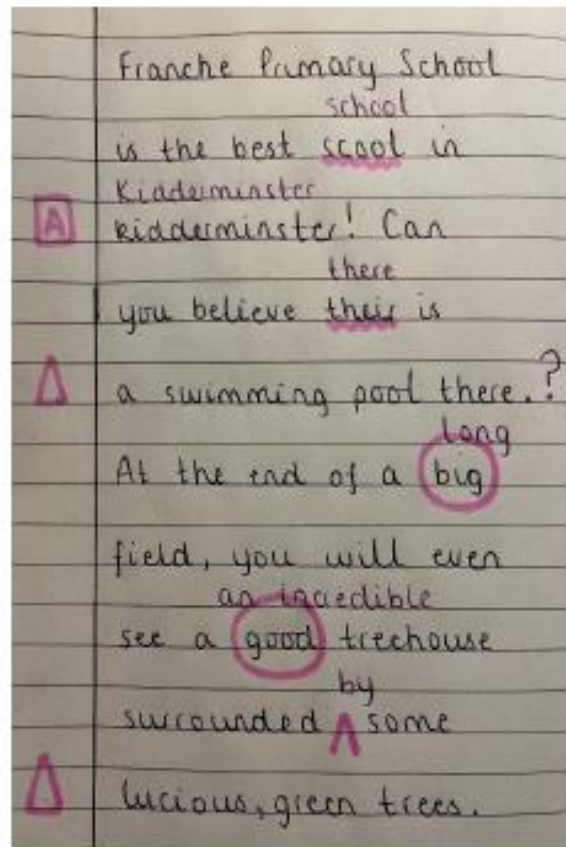 Franche Primary School
school
is the best scool in
Kidderminster
A kidderminster! Can
there
you believe their is
a swimming pool there.?
long
At the end of a big
field, you will even
an incredible
see a good treehouse
by
surrounded ^ some
lucious, green trees.